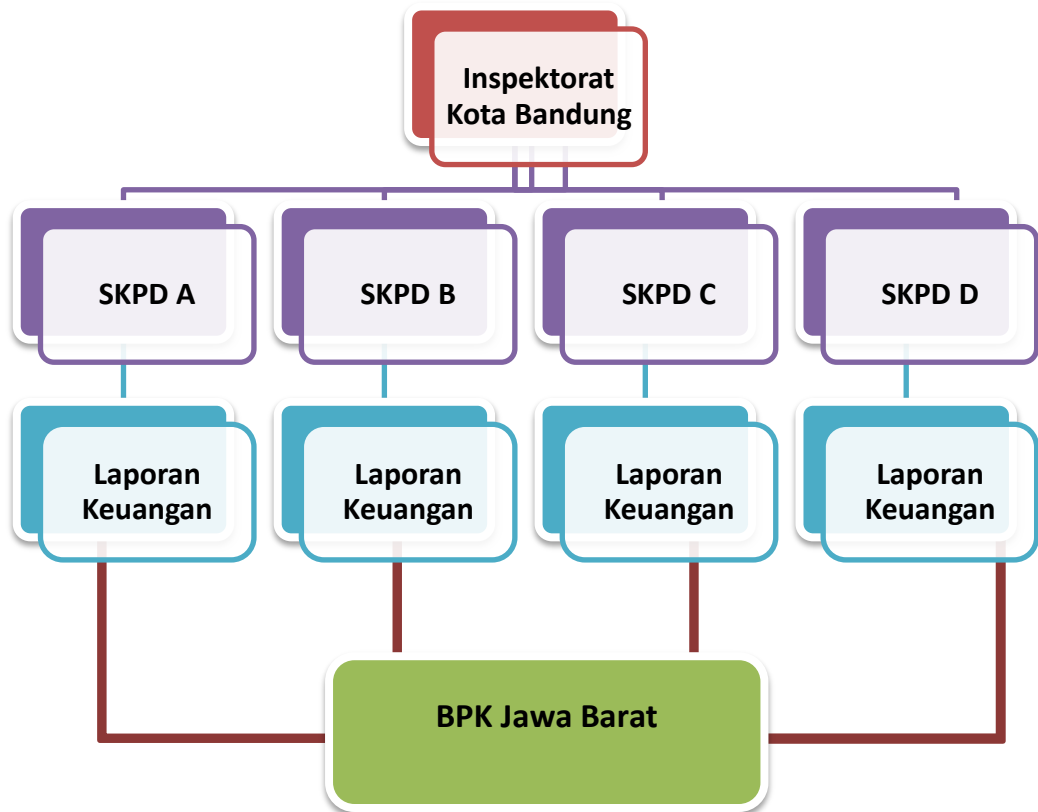 Inspektorat
Kota Bandung
SKPD A
SKPD B
SKPD C
SKPD D
Laporan
Keuangan
Laporan
Keuangan
Laporan
Keuangan
Laporan
Keuangan
BPK Jawa Barat